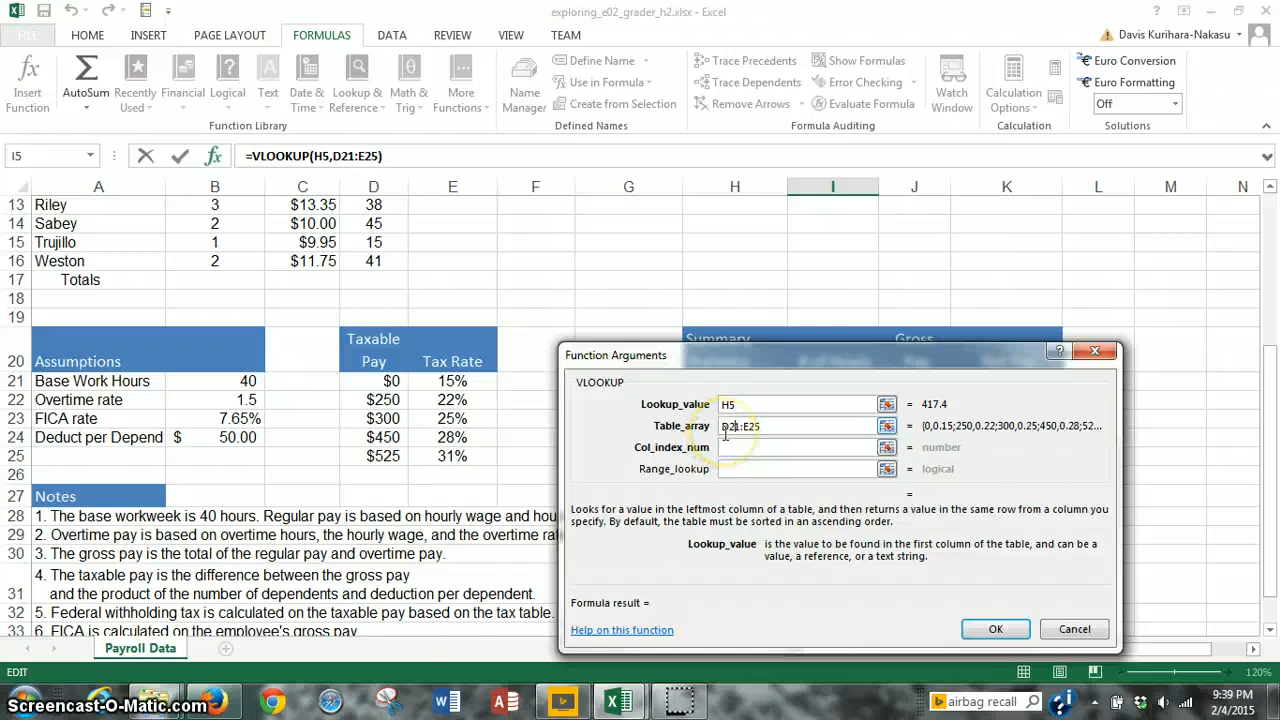 exploring_e02_grader_h2.xlsx - Excel
FILE HOME INSERT PAGE LAYOUT FORMULAS DATA REVIEW VIEW TEAM Davis Kurihara-Nakasu
Insert Function
AutoSum
Recently Used
Financial
Logical
Text
Date & Time
Lookup & Reference
Math & Trig
More Functions
Function Library
Name Manager
Define Name
Use in Formula
Create from Selection
Defined Names
Trace Precedents
Trace Dependents
Remove Arrows
Show Formulas
Error Checking
Evaluate Formula
Formula Auditing
Watch Window
Calculation Options
Calculation
Euro Conversion
Euro Formatting
Off
Solutions
I5 fx =VLOOKUP(H5,D21:E25)
A B C D E F G H I J K L M N
13 Riley 3 $13.35 38
14 Sabey 2 $10.00 45
15 Trujillo 1 $9.95 15
16 Weston 2 $11.75 41
17 Totals
18
19
Taxable Summary Gross
20 Assumptions Pay Tax Rate
21 Base Work Hours 40 $0 15%
22 Overtime rate 1.5 $250 22%
23 FICA rate 7.65% $300 25%
24 Deduct per Depend $ 50.00 $450 28%
25 $525 31%
26
27 Notes
28 1. The base workweek is 40 hours. Regular pay is based on hourly wage and hou
29 2. Overtime pay is based on overtime hours, the hourly wage, and the overtime rat
30 3. The gross pay is the total of the regular pay and overtime pay.
4. The taxable pay is the difference between the gross pay
31 and the product of the number of dependents and deduction per dependent.
32 5. Federal withholding tax is calculated on the taxable pay based on the tax table.
33 6. FICA is calculated on the employee's gross pay
Function Arguments
VLOOKUP
Lookup_value H5 = 417.4
Table_array D21:E25 = {0,0.15;250,0.22;300,0.25;450,0.28;52...
Col_index_num = number
Range_lookup = logical
=
Looks for a value in the leftmost column of a table, and then returns a value in the same row from a column you
specify. By default, the table must be sorted in an ascending order.
Lookup_value is the value to be found in the first column of the table, and can be a
value, a reference, or a text string.
Formula result =
Help on this function
OK Cancel
Payroll Data
EDIT 120%
Screencast-O-Matic.com
airbag recall
9:39 PM
2/4/2015